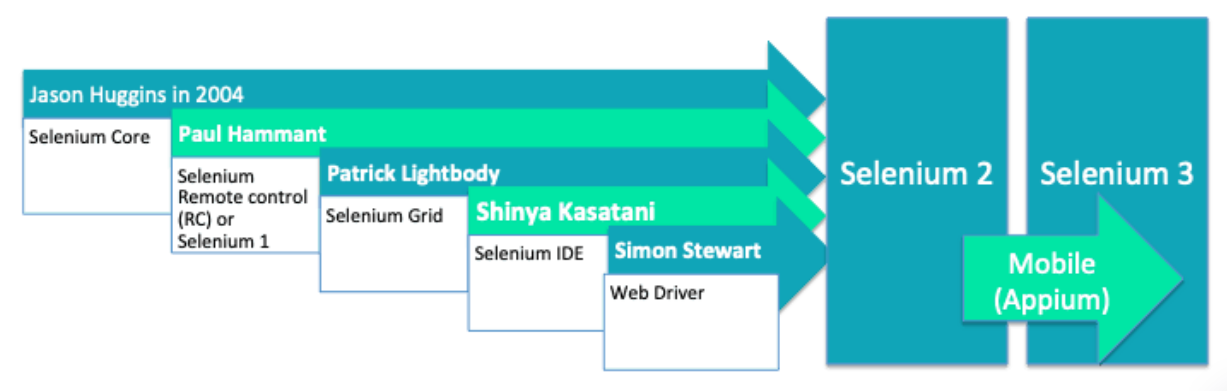 Jason Huggins in 2004
Selenium Core
Paul Hammant
Selenium
Remote control
(RC) or
Selenium 1
Patrick Lightbody
Selenium Grid
Shinya Kasatani
Selenium IDE
Simon Stewart
Web Driver
Selenium 2
Selenium 3
Mobile
(Appium)